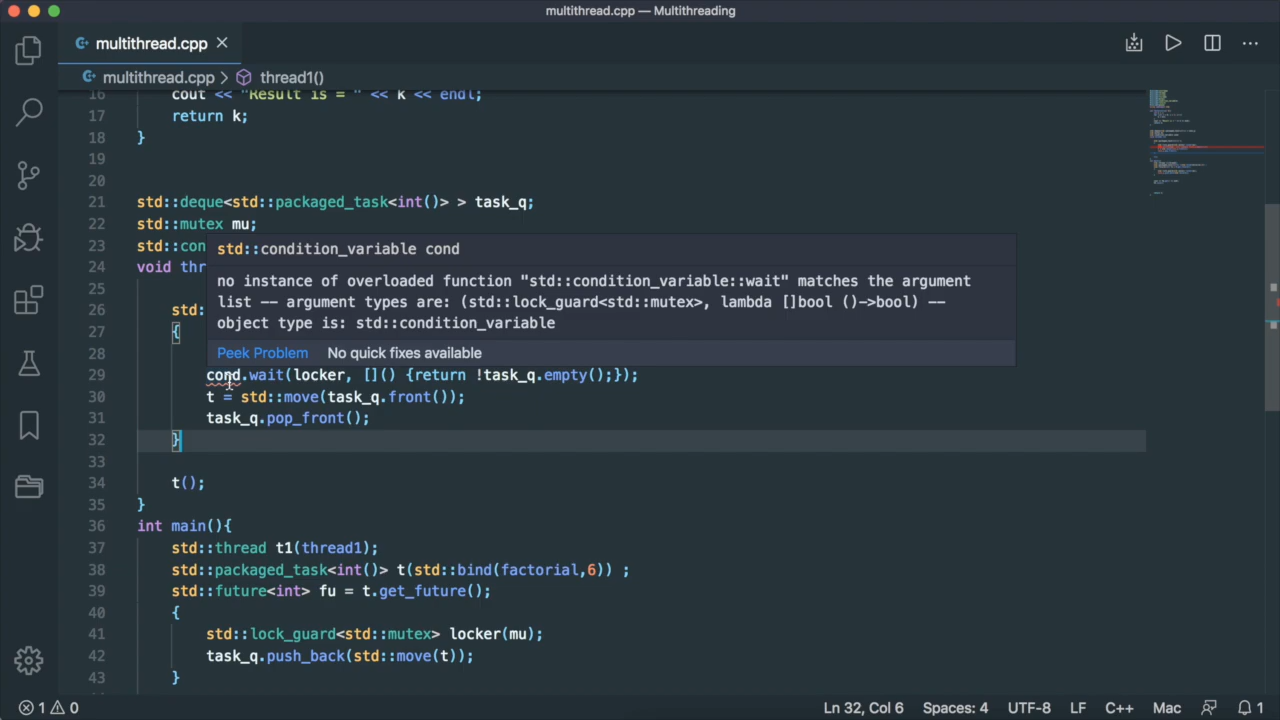 multithread.cpp — Multithreading
multithread.cpp
multithread.cpp > thread1()
16 cout << "Result is = " << k << endl;
17 return k;
18 }
19
20
21 std::deque<std::packaged_task<int()> > task_q;
22 std::mutex mu;
23 std::con
24 void thr
25
26 std::
27 {
28
std::condition_variable cond
no instance of overloaded function "std::condition_variable::wait" matches the argument
list -- argument types are: (std::lock_guard<std::mutex>, lambda []bool ()->bool) --
object type is: std::condition_variable
Peek Problem No quick fixes available
29 cond.wait(locker, []() {return !task_q.empty();});
30 t = std::move(task_q.front());
31 task_q.pop_front();
32 }
33
34 t();
35 }
36 int main(){
37 std::thread t1(thread1);
38 std::packaged_task<int()> t(std::bind(factorial,6)) ;
39 std::future<int> fu = t.get_future();
40 {
41 std::lock_guard<std::mutex> locker(mu);
42 task_q.push_back(std::move(t));
43 }
1 0 Ln 32, Col 6 Spaces: 4 UTF-8 LF C++ Mac 1